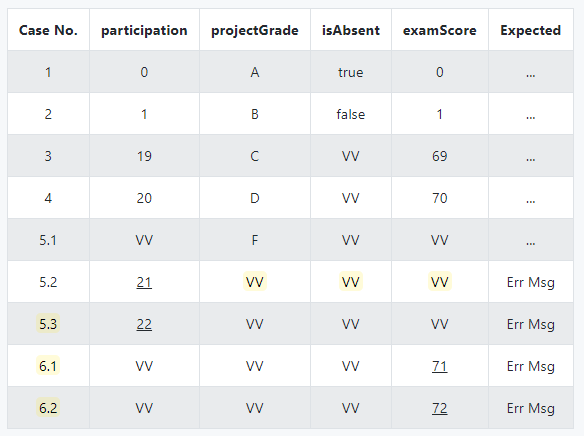 Case No. participation projectGrade isAbsent examScore Expected
1 0 A true 0 ...
2 1 B false 1 ...
3 19 C VV 69 ...
4 20 D VV 70 ...
5.1 VV F VV VV ...
5.2 21 VV VV VV Err Msg
5.3 22 VV VV VV Err Msg
6.1 VV VV VV 71 Err Msg
6.2 VV VV VV 72 Err Msg